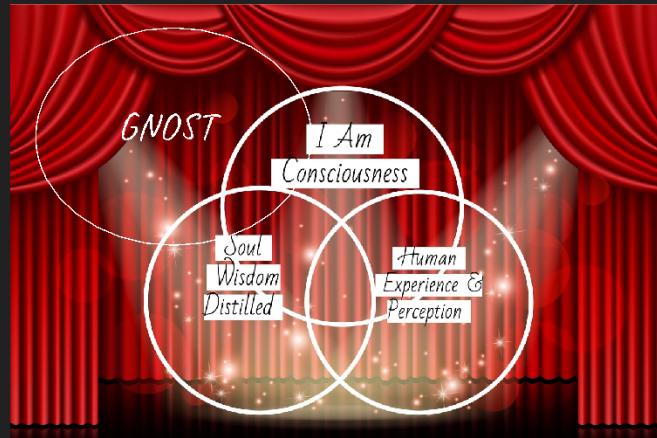 GNOST
I Am
Consciousness
Soul
Wisdom
Distilled
Human
Experience &
Perception